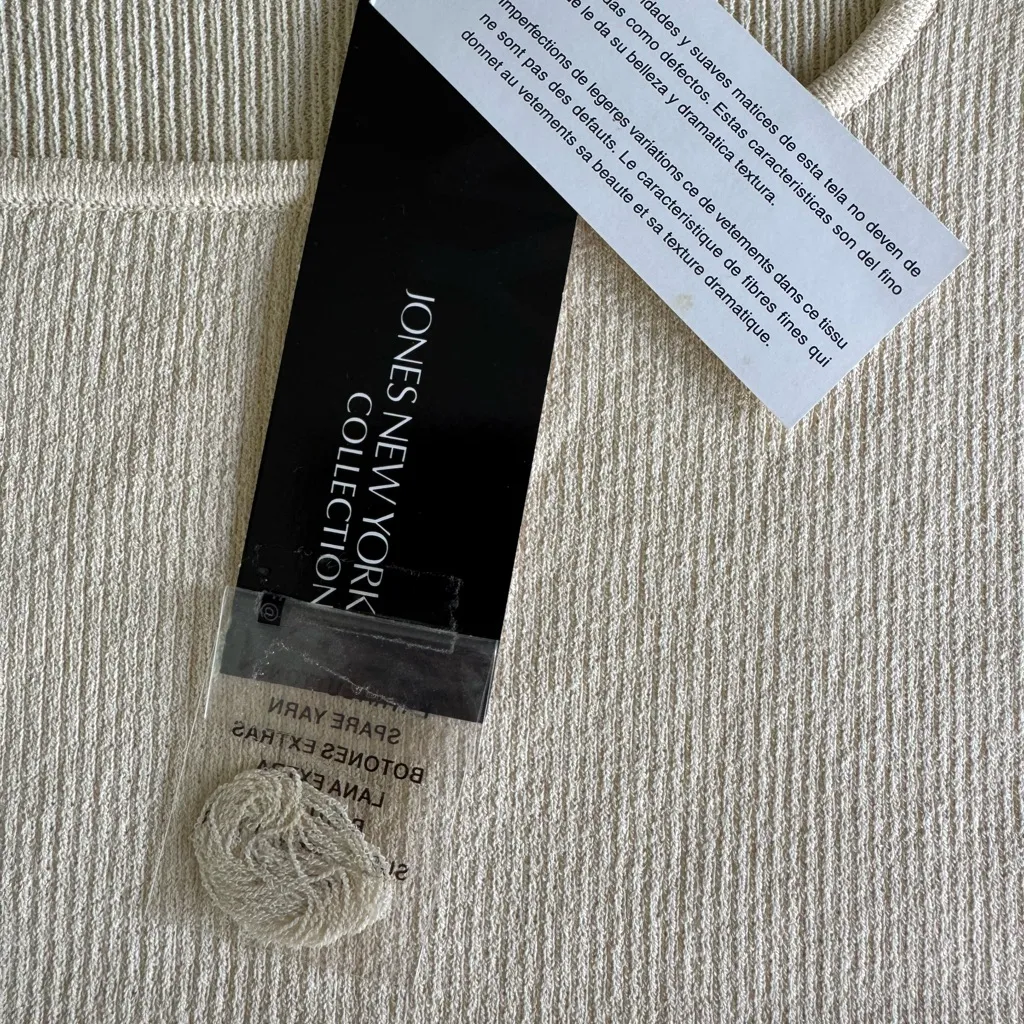 idades y suaves matices de esta tela no deven de
como defectos. Estas caracteristicas son del fino
le da su belleza y dramatica textura.
imperfections de legeres variations ce de vetements dans ce tissu
ne sont pas des defauts. Le caracteristique de fibres fines qui
donnet au vetements sa beaute et sa texture dramatique.
JONES NEW YORK
COLLECTION
SPARE YARN
BOTONES EXTRAS
LANA EXTRA